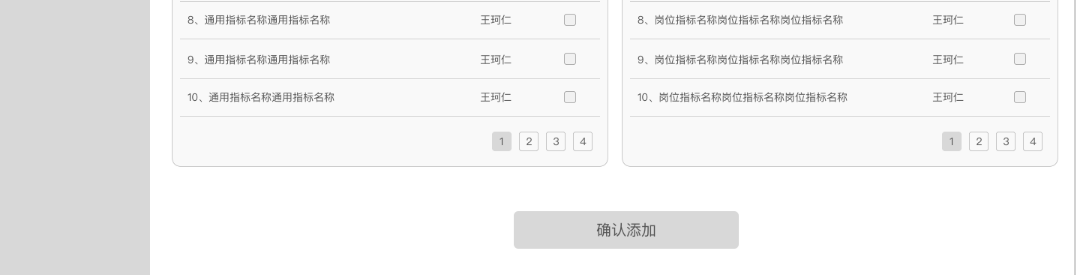 8、通用指标名称通用指标名称 王珂仁
9、通用指标名称通用指标名称 王珂仁
10、通用指标名称通用指标名称 王珂仁
1 2 3 4
8、岗位指标名称岗位指标名称岗位指标名称 王珂仁
9、岗位指标名称岗位指标名称岗位指标名称 王珂仁
10、岗位指标名称岗位指标名称岗位指标名称 王珂仁
1 2 3 4
确认添加